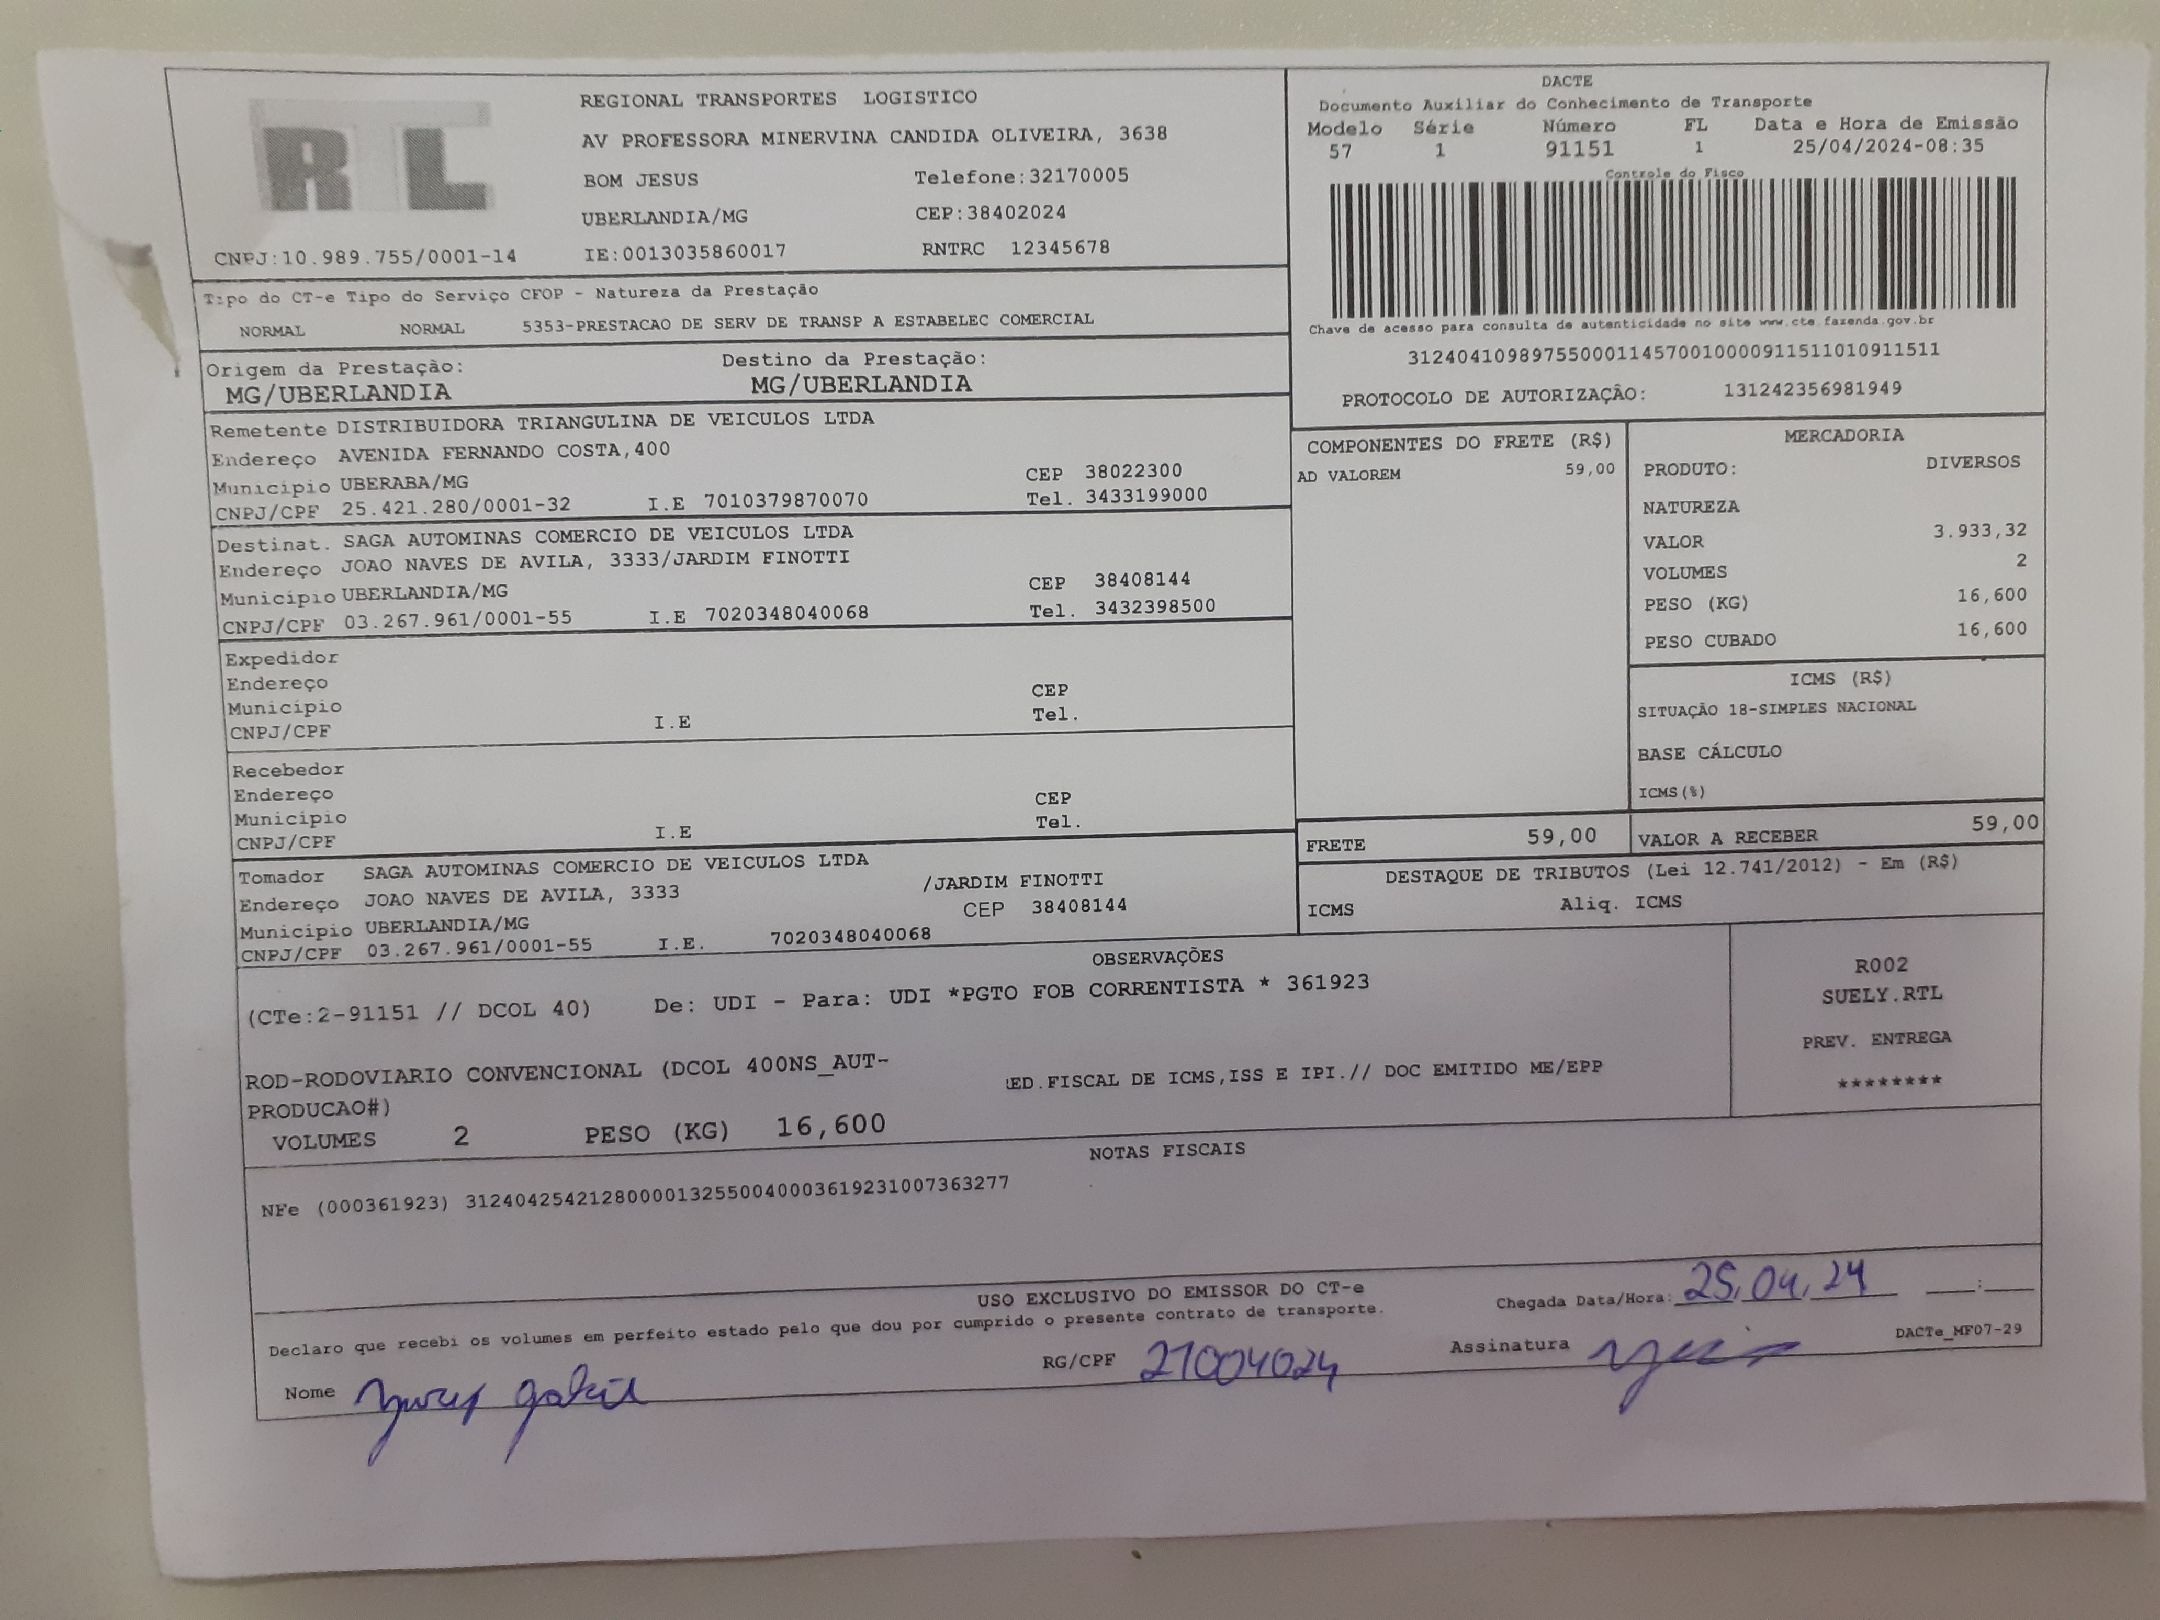 RTL
REGIONAL TRANSPORTES LOGISTICO
AV PROFESSORA MINERVINA CANDIDA OLIVEIRA, 3638
BOM JESUS Telefone:32170005
UBERLANDIA/MG CEP:38402024
CNPJ:10.989.755/0001-14 IE:0013035860017 RNTRC 12345678
DACTE
Documento Auxiliar do Conhecimento de Transporte
Modelo Série Número FL Data e Hora de Emissão
57 1 91151 1 25/04/2024-08:35
Controle do Fisco
Chave de acesso para consulta de autenticidade no site www.cte.fazenda.gov.br
31240410989755000114570010000911511010911511
PROTOCOLO DE AUTORIZAÇÃO: 131242356981949
Tipo do CT-e Tipo do Serviço CFOP - Natureza da Prestação
NORMAL NORMAL 5353-PRESTACAO DE SERV DE TRANSP A ESTABELEC COMERCIAL
Origem da Prestação: Destino da Prestação:
MG/UBERLANDIA MG/UBERLANDIA
Remetente DISTRIBUIDORA TRIANGULINA DE VEICULOS LTDA
Endereço AVENIDA FERNANDO COSTA,400
Município UBERABA/MG CEP 38022300
CNPJ/CPF 25.421.280/0001-32 I.E 7010379870070 Tel. 3433199000
Destinat. SAGA AUTOMINAS COMERCIO DE VEICULOS LTDA
Endereço JOAO NAVES DE AVILA, 3333/JARDIM FINOTTI
Município UBERLANDIA/MG CEP 38408144
CNPJ/CPF 03.267.961/0001-55 I.E 7020348040068 Tel. 3432398500
Expedidor
Endereço
Município CEP
CNPJ/CPF I.E Tel.
Recebedor
Endereço
Município CEP
CNPJ/CPF I.E Tel.
Tomador SAGA AUTOMINAS COMERCIO DE VEICULOS LTDA
Endereço JOAO NAVES DE AVILA, 3333 /JARDIM FINOTTI
Município UBERLANDIA/MG CEP 38408144
CNPJ/CPF 03.267.961/0001-55 I.E. 7020348040068
COMPONENTES DO FRETE (R$)
AD VALOREM 59,00
MERCADORIA
PRODUTO: DIVERSOS
NATUREZA
VALOR 3.933,32
VOLUMES 2
PESO (KG) 16,600
PESO CUBADO 16,600
ICMS (R$)
SITUAÇÃO 18-SIMPLES NACIONAL
BASE CÁLCULO
ICMS(%)
FRETE 59,00 VALOR A RECEBER 59,00
DESTAQUE DE TRIBUTOS (Lei 12.741/2012) - Em (R$)
ICMS Aliq. ICMS
OBSERVAÇÕES
(CTe:2-91151 // DCOL 40) De: UDI - Para: UDI *PGTO FOB CORRENTISTA * 361923
ROD-RODOVIARIO CONVENCIONAL (DCOL 400NS_AUT-
PRODUCAO#)
ED.FISCAL DE ICMS,ISS E IPI.// DOC EMITIDO ME/EPP
VOLUMES 2 PESO (KG) 16,600
R002
SUELY.RTL
PREV. ENTREGA
********
NOTAS FISCAIS
NFe (000361923) 31240425421280000132550040003619231007363277
USO EXCLUSIVO DO EMISSOR DO CT-e
Declaro que recebi os volumes em perfeito estado pelo que dou por cumprido o presente contrato de transporte.
Chegada Data/Hora: 25.04.24 ___:___
Nome RG/CPF 21004024 Assinatura
DACTe_MF07-29